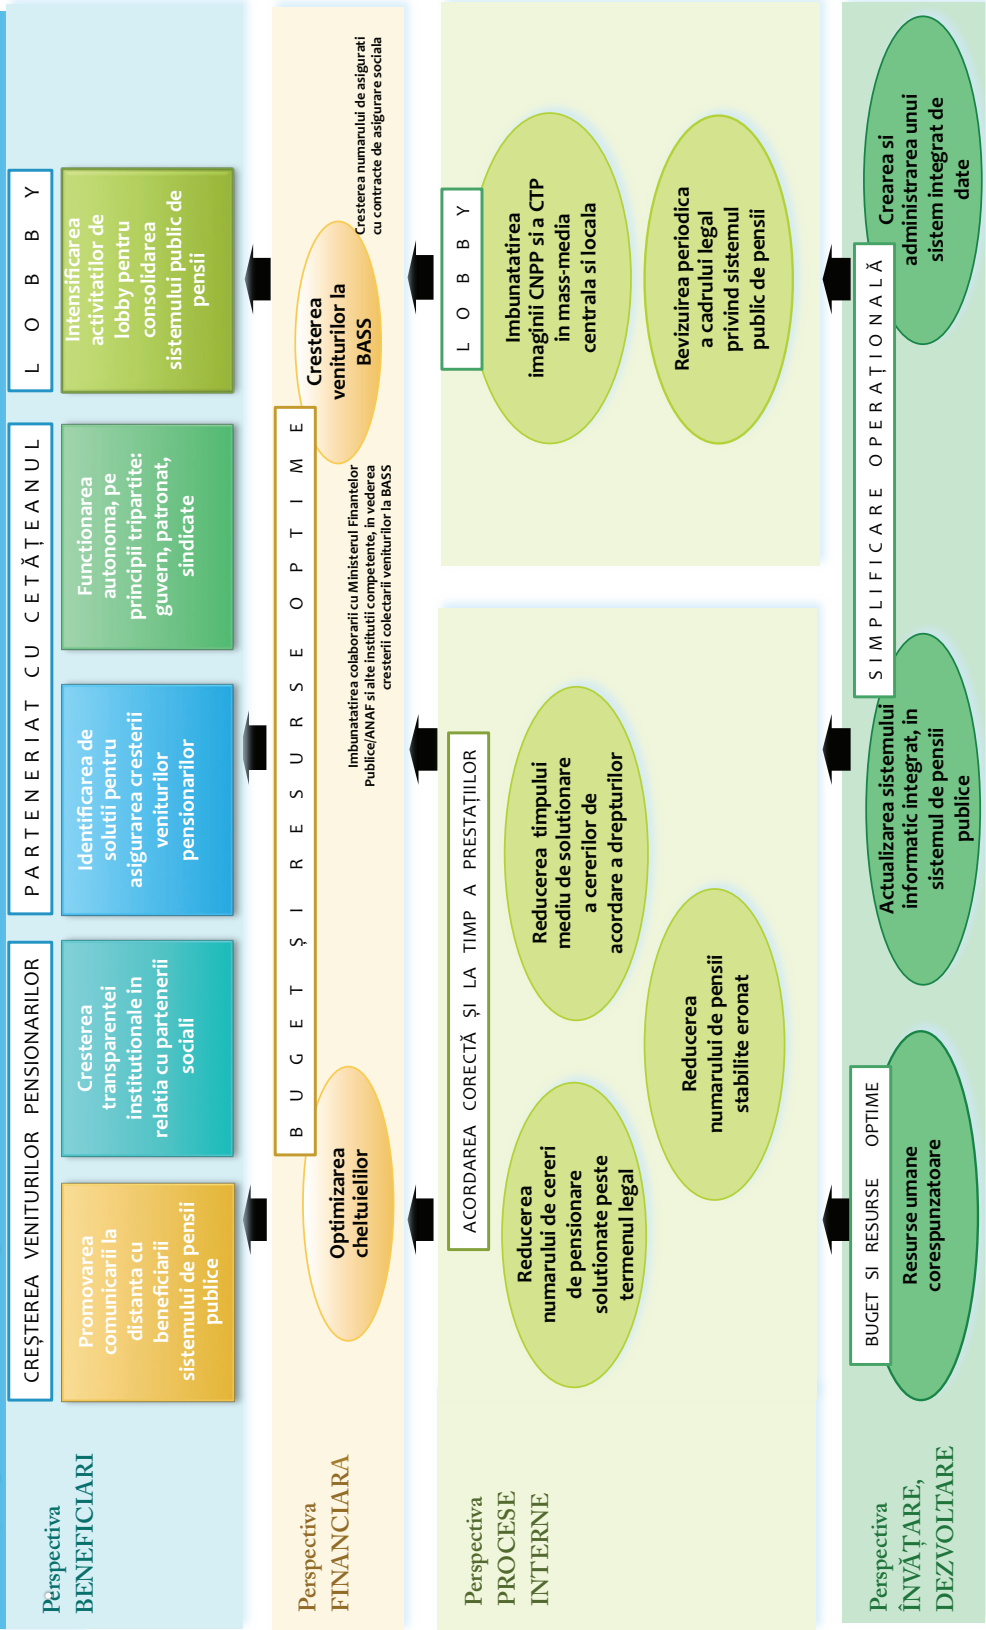 Perspectiva
BENEFICIARI
CREȘTEREA VENITURILOR PENSIONARILOR
PARTENERIAT CU CETĂȚEANUL
LOBBY
Promovarea
comunicarii la
distanta cu
beneficiarii
sistemului de pensii
publice
Cresterea
transparentei
institutionale in
relatia cu partenerii
sociali
Identificarea de
solutii pentru
asigurarea cresterii
veniturilor
pensionarilor
Functionarea
autonoma, pe
principii tripartite:
guvern, patronat,
sindicate
Intensificarea
activitatilor de
lobby pentru
consolidarea
sistemului public de
pensii
Perspectiva
FINANCIARA
BUGET ȘI RESURSE OPTIME
Optimizarea
cheltuielilor
Cresterea
veniturilor la
BASS
Imbunatatirea colaborarii cu Ministerul Finantelor
Publice/ANAF si alte institutii competente, in vederea
cresterii colectarii veniturilor la BASS
Cresterea numarului de asigurati
cu contracte de asigurare sociala
Perspectiva
PROCESE
INTERNE
ACORDAREA CORECTĂ ȘI LA TIMP A PRESTAȚIILOR
Reducerea
numarului de cereri
de pensionare
solutionate peste
termenul legal
Reducerea timpului
mediu de solutionare
a cererilor de
acordare a drepturilor
Reducerea
numarului de pensii
stabilite eronat
LOBBY
Imbunatatirea
imaginii CNPP si a CTP
in mass-media
centrala si locala
Revizuirea periodica
a cadrului legal
privind sistemul
public de pensii
Perspectiva
ÎNVĂȚARE,
DEZVOLTARE
BUGET SI RESURSE OPTIME
Resurse umane
corespunzatoare
SIMPLIFICARE OPERAȚIONALĂ
Actualizarea sistemului
informatic integrat, in
sistemul de pensii
publice
Crearea si
administrarea unui
sistem integrat de
date